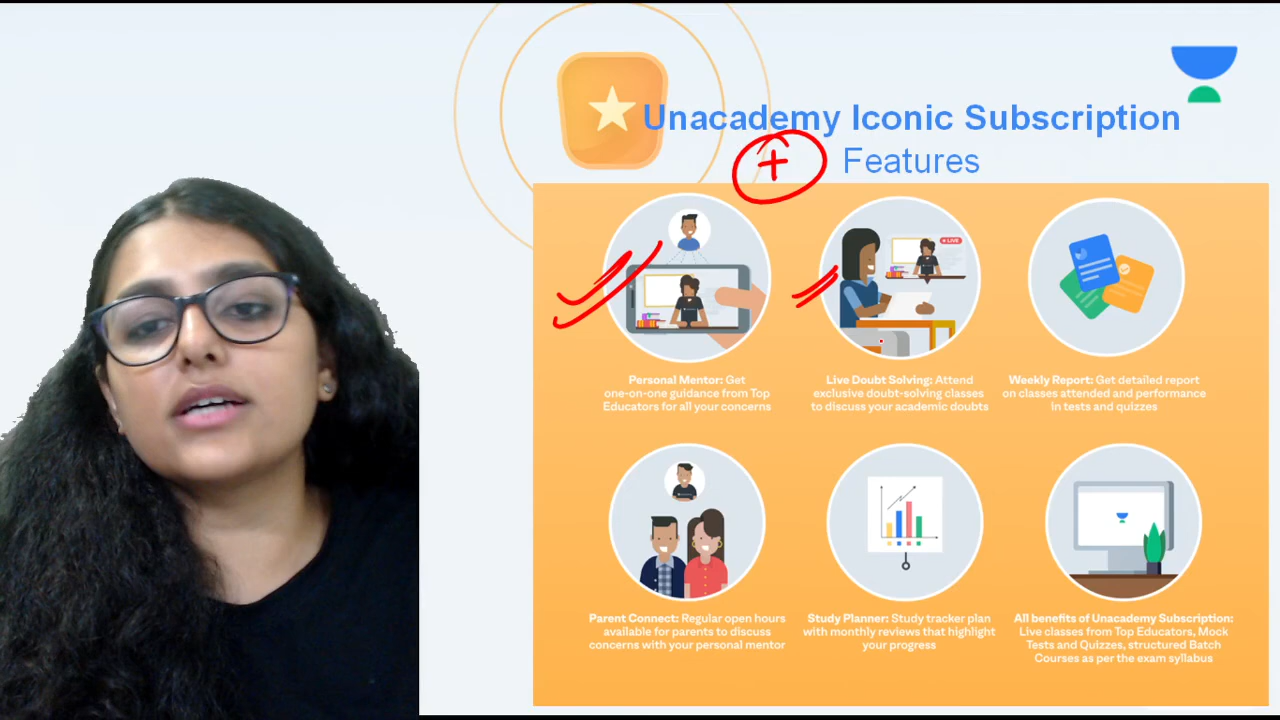 Unacademy Iconic Subscription
+
Features
LIVE
Personal Mentor: Get
one-on-one guidance from Top
Educators for all your concerns
Live Doubt Solving: Attend
exclusive doubt-solving classes
to discuss your academic doubts
Weekly Report: Get detailed report
on classes attended and performance
in tests and quizzes
Parent Connect: Regular open hours
available for parents to discuss
concerns with your personal mentor
Study Planner: Study tracker plan
with monthly reviews that highlight
your progress
All benefits of Unacademy Subscription:
Live classes from Top Educators, Mock
Tests and Quizzes, structured Batch
Courses as per the exam syllabus